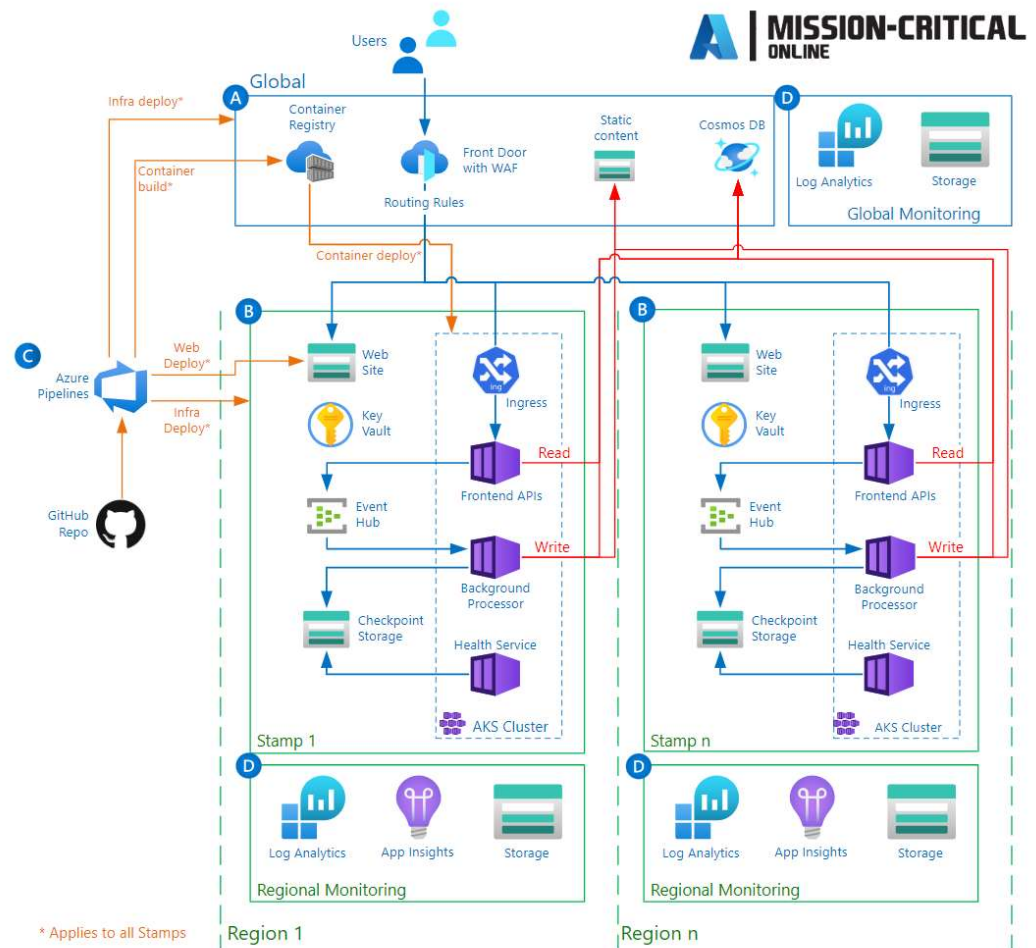 MISSION-CRITICAL
ONLINE
Users
Global
A
D
Infra deploy*
Container
Registry
Static
content
Cosmos DB
Container
build*
Front Door
with WAF
Routing Rules
Log Analytics
Storage
Global Monitoring
Container deploy*
C
Azure
Pipelines
Web
Deploy*
Infra
Deploy*
GitHub
Repo
B
Web
Site
ing
Ingress
Key
Vault
Read
Frontend APIs
Event
Hub
Write
Background
Processor
Checkpoint
Storage
Health Service
AKS Cluster
Stamp 1
B
Web
Site
ing
Ingress
Key
Vault
Read
Frontend APIs
Event
Hub
Write
Background
Processor
Checkpoint
Storage
Health Service
AKS Cluster
Stamp n
D
Log Analytics
App Insights
Storage
Regional Monitoring
D
Log Analytics
App Insights
Storage
Regional Monitoring
* Applies to all Stamps
Region 1
Region n